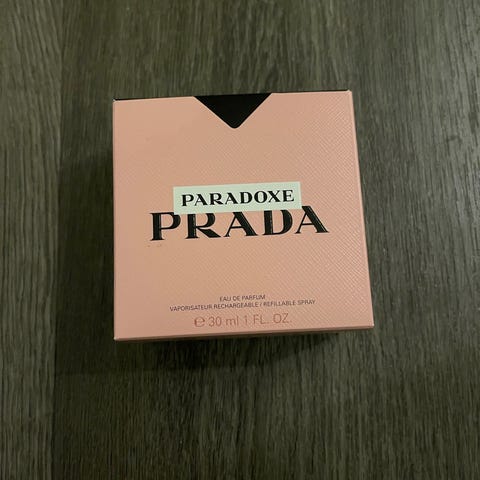 PARADOXE
PRADA
EAU DE PARFUM
VAPORISATEUR RECHARGEABLE / REFILLABLE SPRAY
℮ 30 ml 1 FL. OZ.